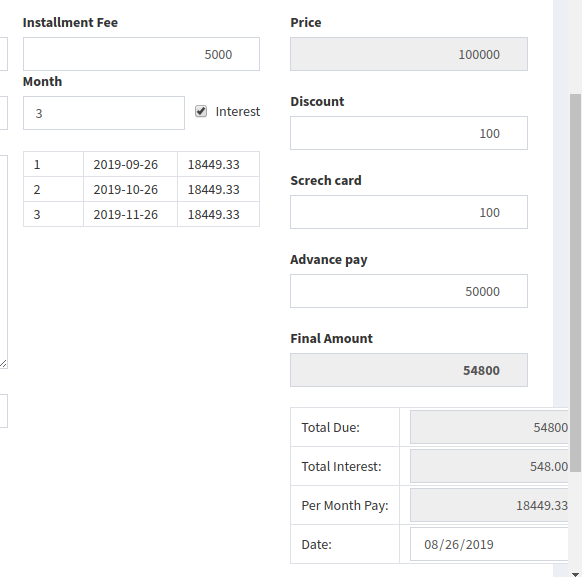 Installment Fee
5000
Month
3
Interest
1 2019-09-26 18449.33
2 2019-10-26 18449.33
3 2019-11-26 18449.33
Price
100000
Discount
100
Screch card
100
Advance pay
50000
Final Amount
54800
Total Due: 54800
Total Interest: 548.00
Per Month Pay: 18449.33
Date: 08/26/2019